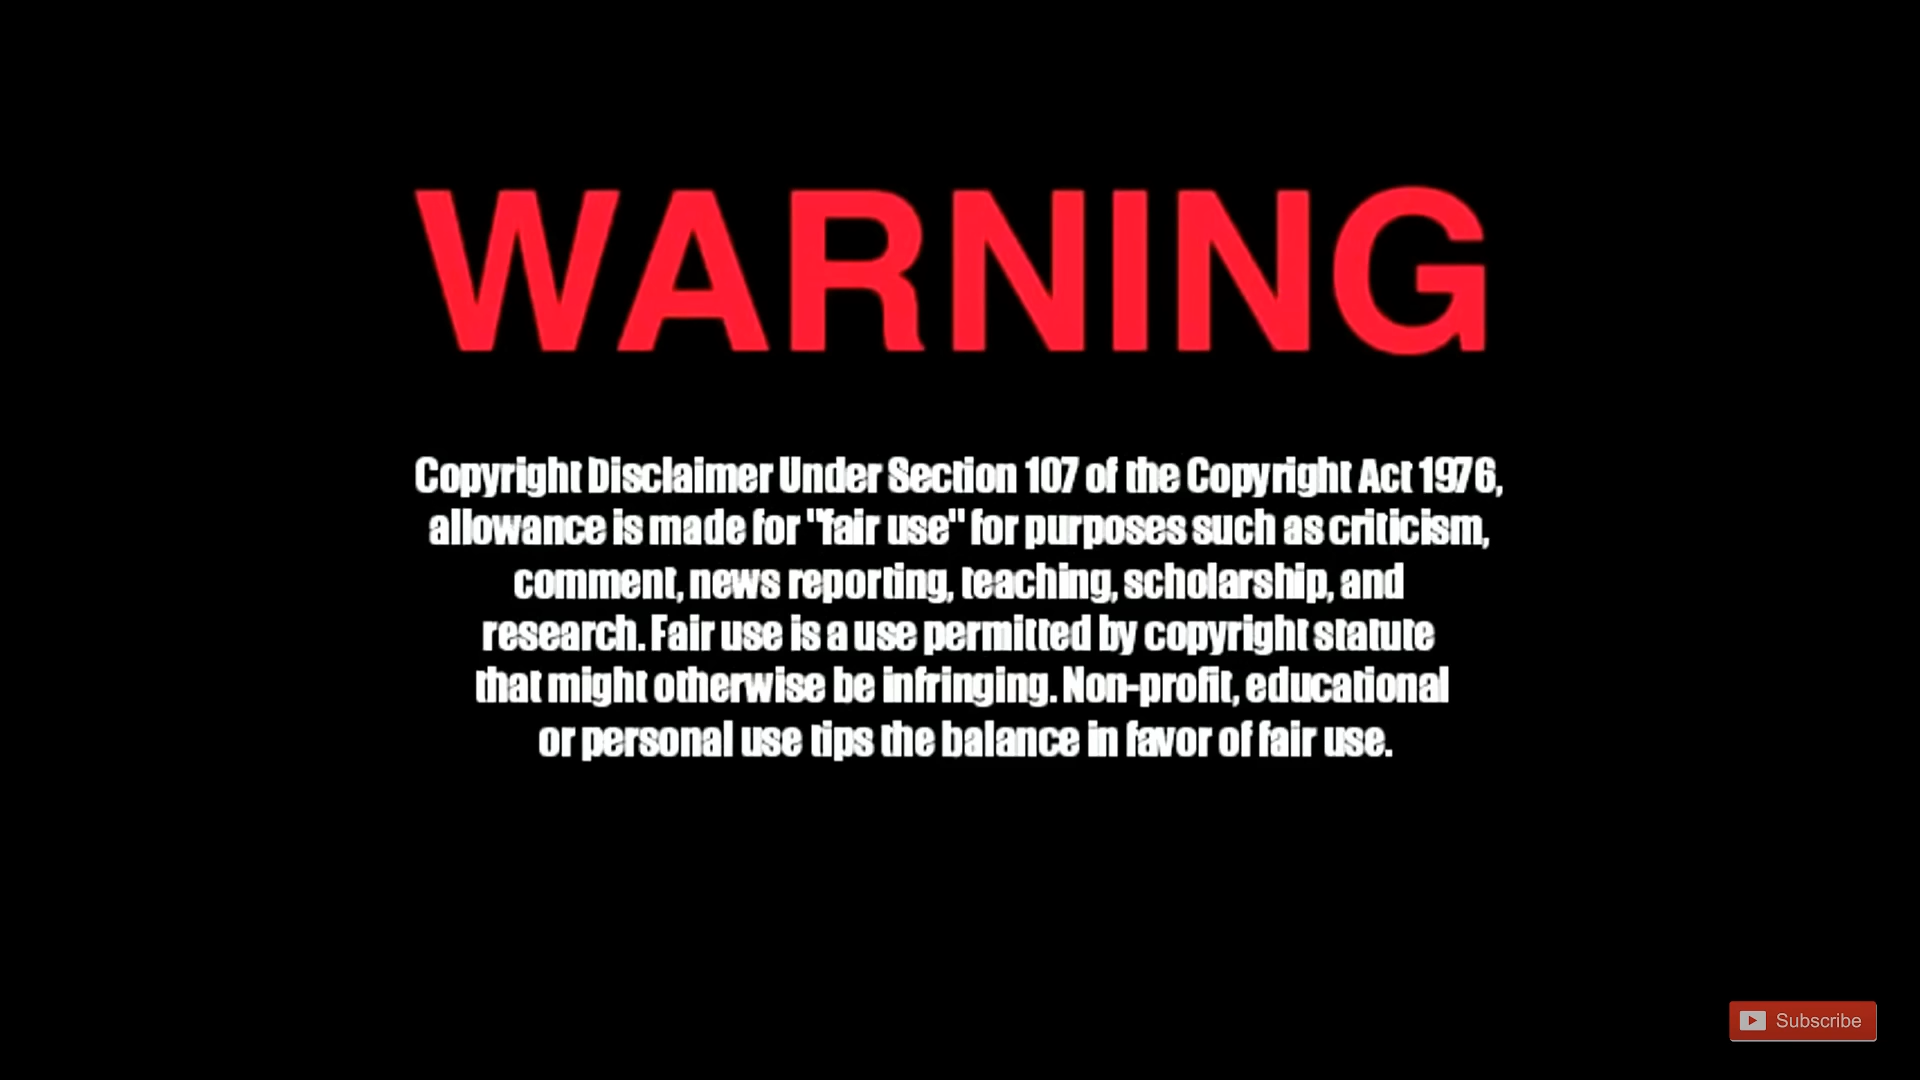 WARNING
Copyright Disclaimer Under Section 107 of the Copyright Act 1976,
allowance is made for "fair use" for purposes such as criticism,
comment, news reporting, teaching, scholarship, and
research. Fair use is a use permitted by copyright statute
that might otherwise be infringing. Non-profit, educational
or personal use tips the balance in favor of fair use.
Subscribe